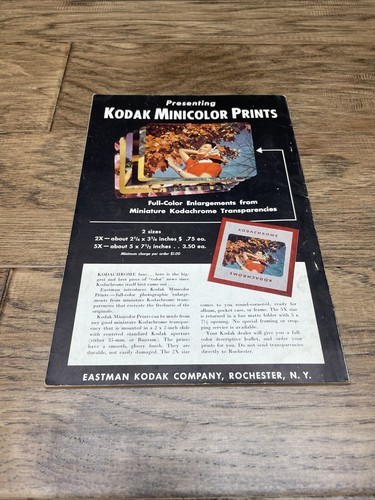 Presenting
KODAK MINICOLOR PRINTS
Full-Color Enlargements from
Miniature Kodachrome Transparencies
2 sizes
2X—about 2¼ x 3¼ inches $ .75 ea.
5X—about 5 x 7½ inches . . 3.50 ea.
Minimum charge per order $1.00
KODACHROME
KODACHROME
KODACHROME fans . . . here is the big-
gest and best piece of "color" news since
Kodachrome itself first came out . . .
Eastman introduces Kodak Minicolor
Prints—full-color photographic enlarge-
ments from miniature Kodachrome trans-
parencies that recreate the freshness of the
originals.
Kodak Minicolor Prints can be made from
any good miniature Kodachrome transpar-
ency that is mounted in a 2 x 2-inch slide
with centered standard Kodak aperture
(either 35-mm. or Bantam). The prints
have a smooth, glossy finish. They are
durable, not easily damaged. The 2X size
comes to you round-cornered, ready for
album, pocket case, or frame. The 5X size
is returned in a fine matte folder with 5 x
7½ opening. No special framing or crop-
ping service is available.
Your Kodak dealer will give you a full-
color descriptive leaflet, and order your
prints for you. Do not send transparencies
directly to Rochester.
EASTMAN KODAK COMPANY, ROCHESTER, N. Y.